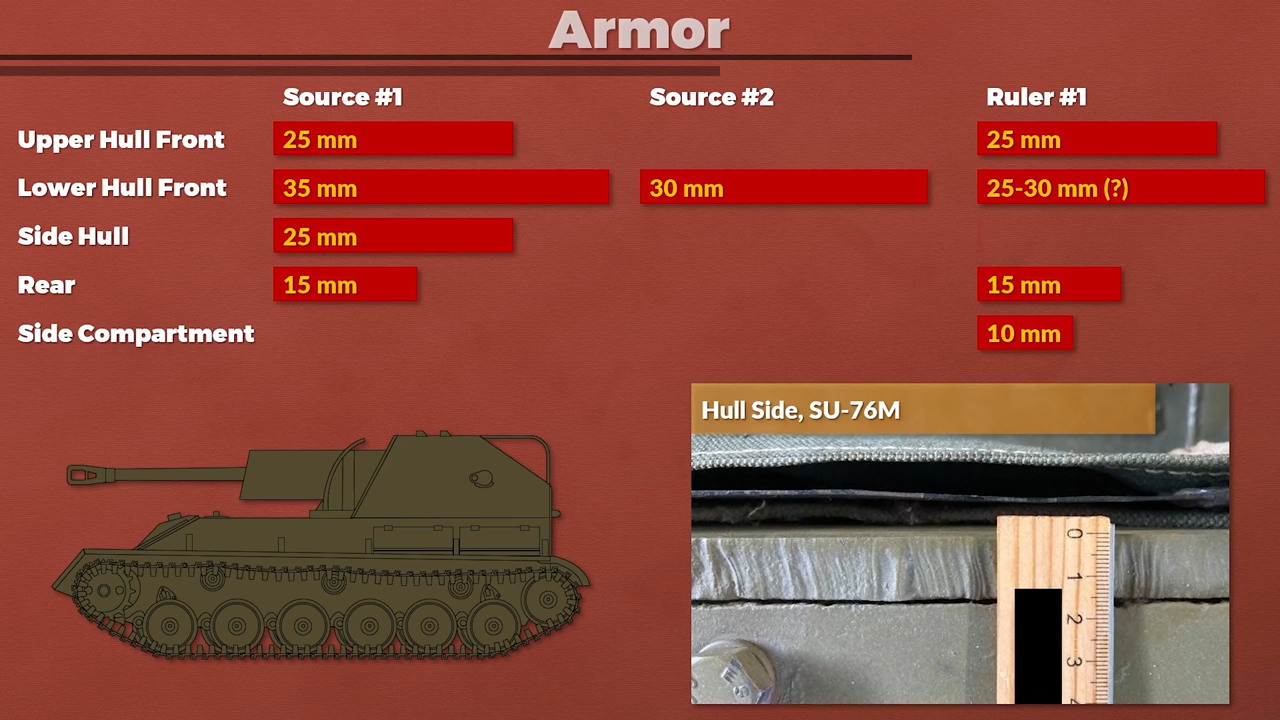 Armor
Source #1 Source #2 Ruler #1
Upper Hull Front 25 mm 25 mm
Lower Hull Front 35 mm 30 mm 25-30 mm (?)
Side Hull 25 mm
Rear 15 mm 15 mm
Side Compartment 10 mm
Hull Side, SU-76M
0
1
2
3